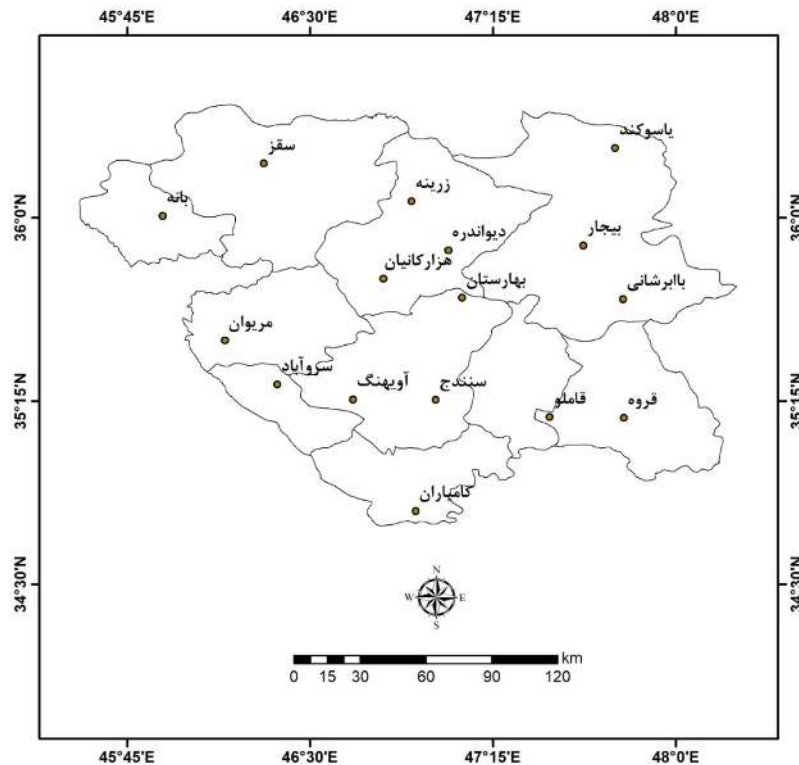 45°45'E 46°30'E 47°15'E 48°0'E
یاسوکند
سقز
زرینه
بانه
36°0'N 36°0'N
دیواندره
بیجار
هزارکانیان
بهارستان
باابرشانی
مریوان
سروآباد
آویهنگ
سنندج
قاملو
قروه
35°15'N 35°15'N
کامیاران
34°30'N 34°30'N
N
W E
S
km
0 15 30 60 90 120
45°45'E 46°30'E 47°15'E 48°0'E